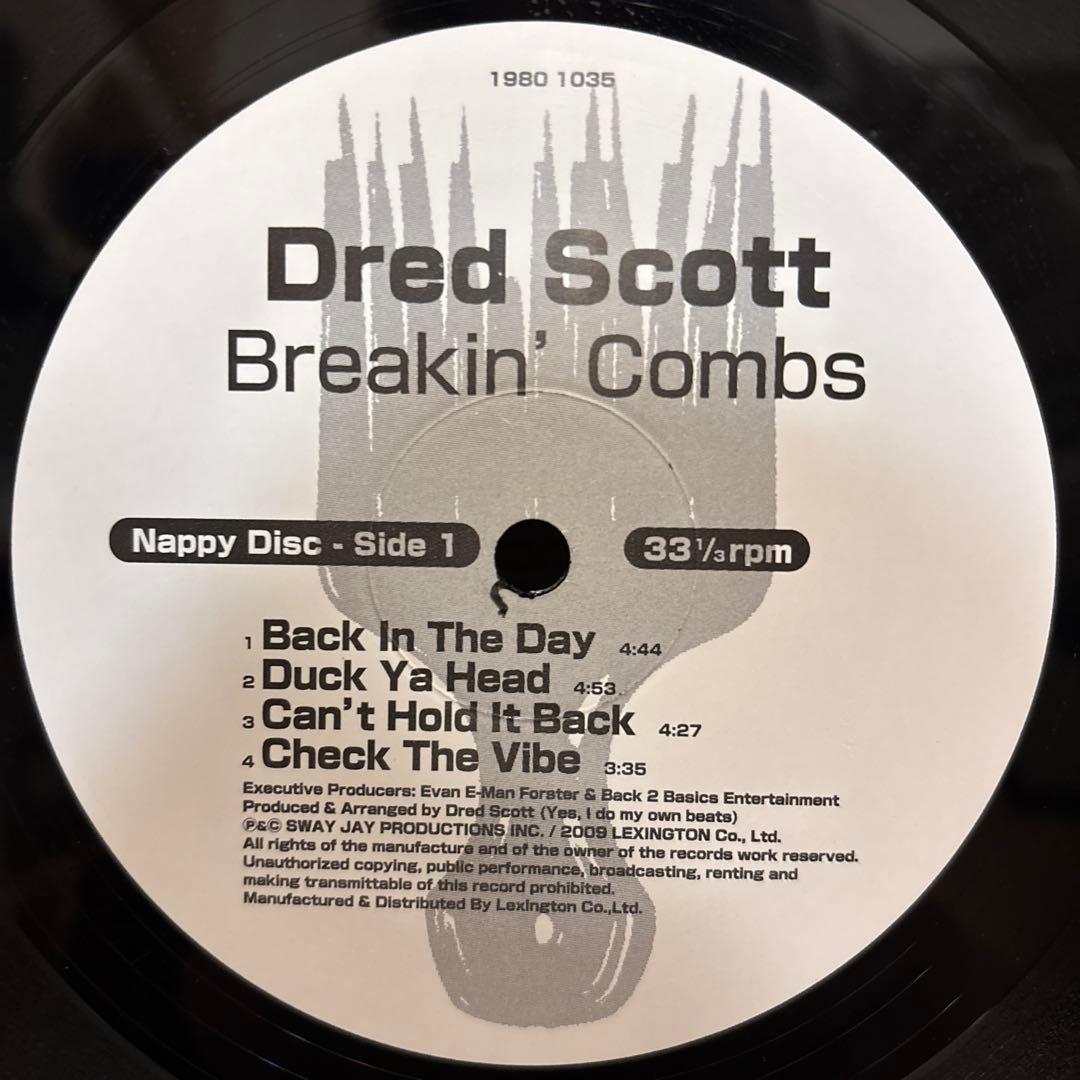 1980 1035
Dred Scott
Breakin' Combs
Nappy Disc - Side 1
33 1/3 rpm
1 Back In The Day 4:44
2 Duck Ya Head 4:53
3 Can't Hold It Back 4:27
4 Check The Vibe 3:35
Executive Producers: Evan E-Man Forster & Back 2 Basics Entertainment
Produced & Arranged by Dred Scott (Yes, I do my own beats)
℗&© SWAY JAY PRODUCTIONS INC. / 2009 LEXINGTON Co., Ltd.
All rights of the manufacture and of the owner of the records work reserved.
Unauthorized copying, public performance, broadcasting, renting and
making transmittable of this record prohibited.
Manufactured & Distributed By Lexington Co.,Ltd.